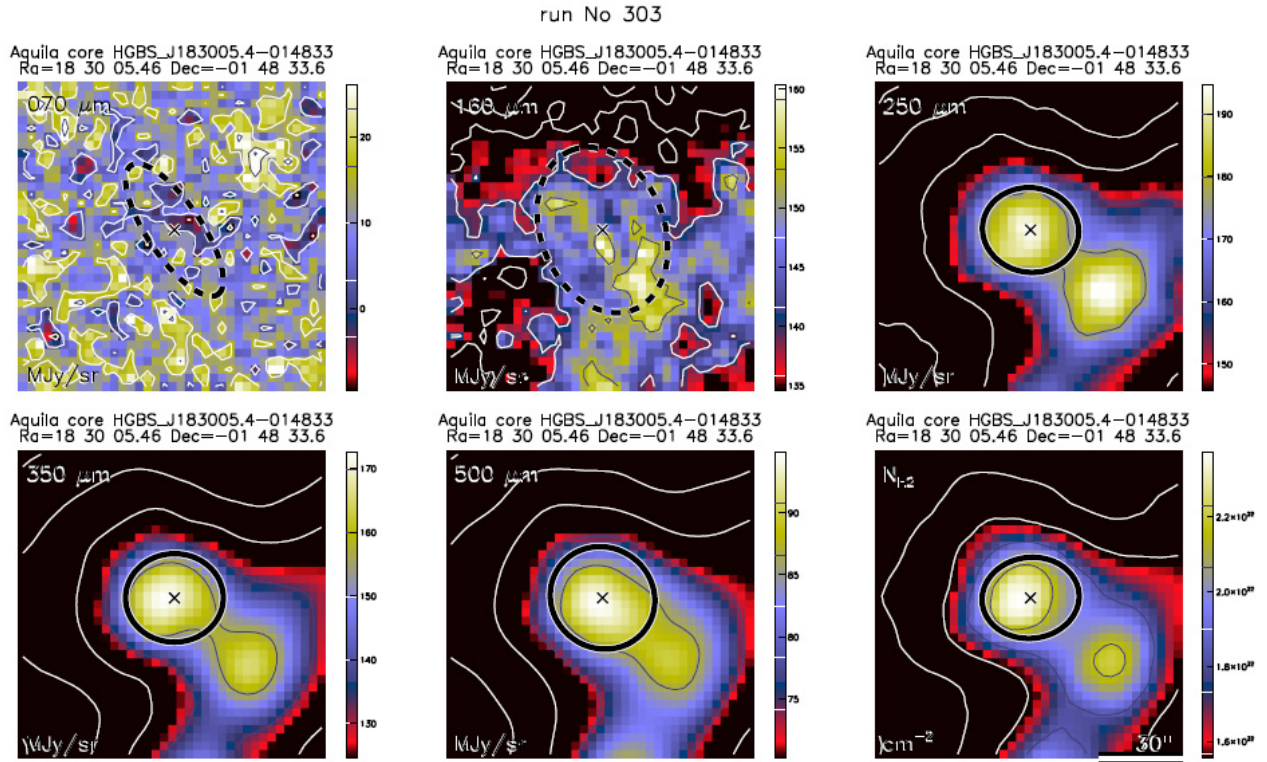 run No 303
Aquila core HGBS_J183005.4-014833
Ra=18 30 05.46 Dec=-01 48 33.6
070 μm
20
10
0
MJy/sr
Aquila core HGBS_J183005.4-014833
Ra=18 30 05.46 Dec=-01 48 33.6
160 μm
160
155
150
145
140
135
MJy/sr
Aquila core HGBS_J183005.4-014833
Ra=18 30 05.46 Dec=-01 48 33.6
250 μm
190
180
170
160
150
MJy/sr
Aquila core HGBS_J183005.4-014833
Ra=18 30 05.46 Dec=-01 48 33.6
350 μm
170
160
150
140
130
MJy/sr
Aquila core HGBS_J183005.4-014833
Ra=18 30 05.46 Dec=-01 48 33.6
500 μm
90
85
80
75
MJy/sr
Aquila core HGBS_J183005.4-014833
Ra=18 30 05.46 Dec=-01 48 33.6
N_H2
2.2×10²²
2.0×10²²
1.8×10²²
1.6×10²²
cm⁻²
30"